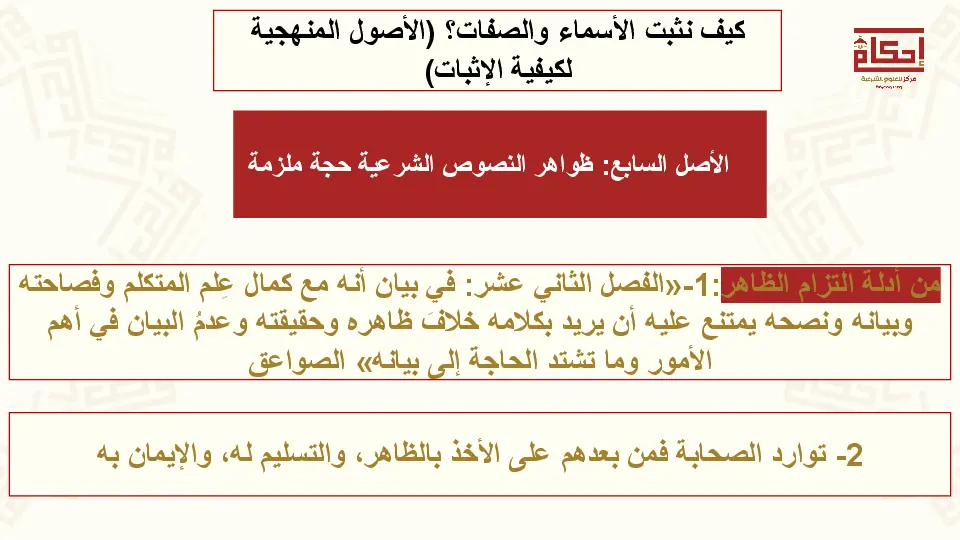 كيف نثبت الأسماء والصفات؟ (الأصول المنهجية
لكيفية الإثبات)
إحكام
مركز للعلوم الشرعية
الأصل السابع: ظواهر النصوص الشرعية حجة ملزمة
من أدلة التزام الظاهر:1-«الفصل الثاني عشر: في بيان أنه مع كمال عِلم المتكلم وفصاحته
وبيانه ونصحه يمتنع عليه أن يريد بكلامه خلافَ ظاهره وحقيقته وعدمُ البيان في أهم
الأمور وما تشتد الحاجة إلى بيانه» الصواعق
2- توارد الصحابة فمن بعدهم على الأخذ بالظاهر، والتسليم له، والإيمان به